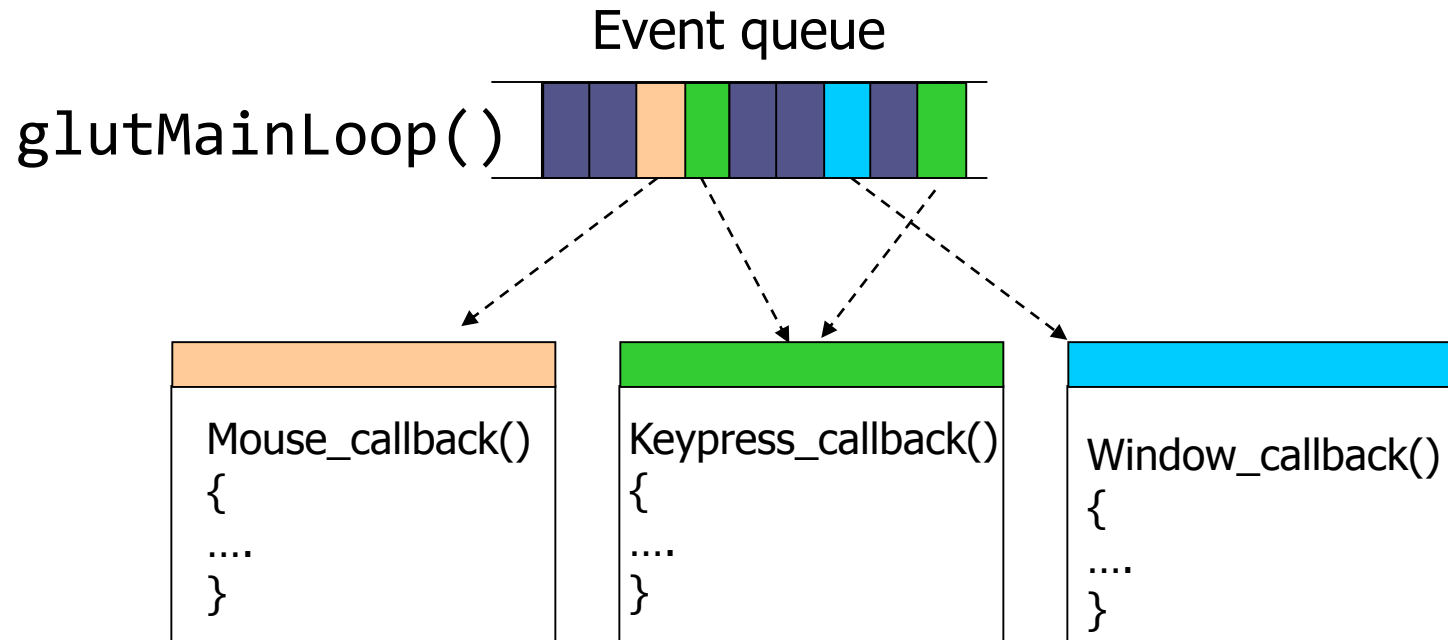 Event queue
glutMainLoop()
Mouse_callback()
{
....
}
Keypress_callback()
{
....
}
Window_callback()
{
....
}